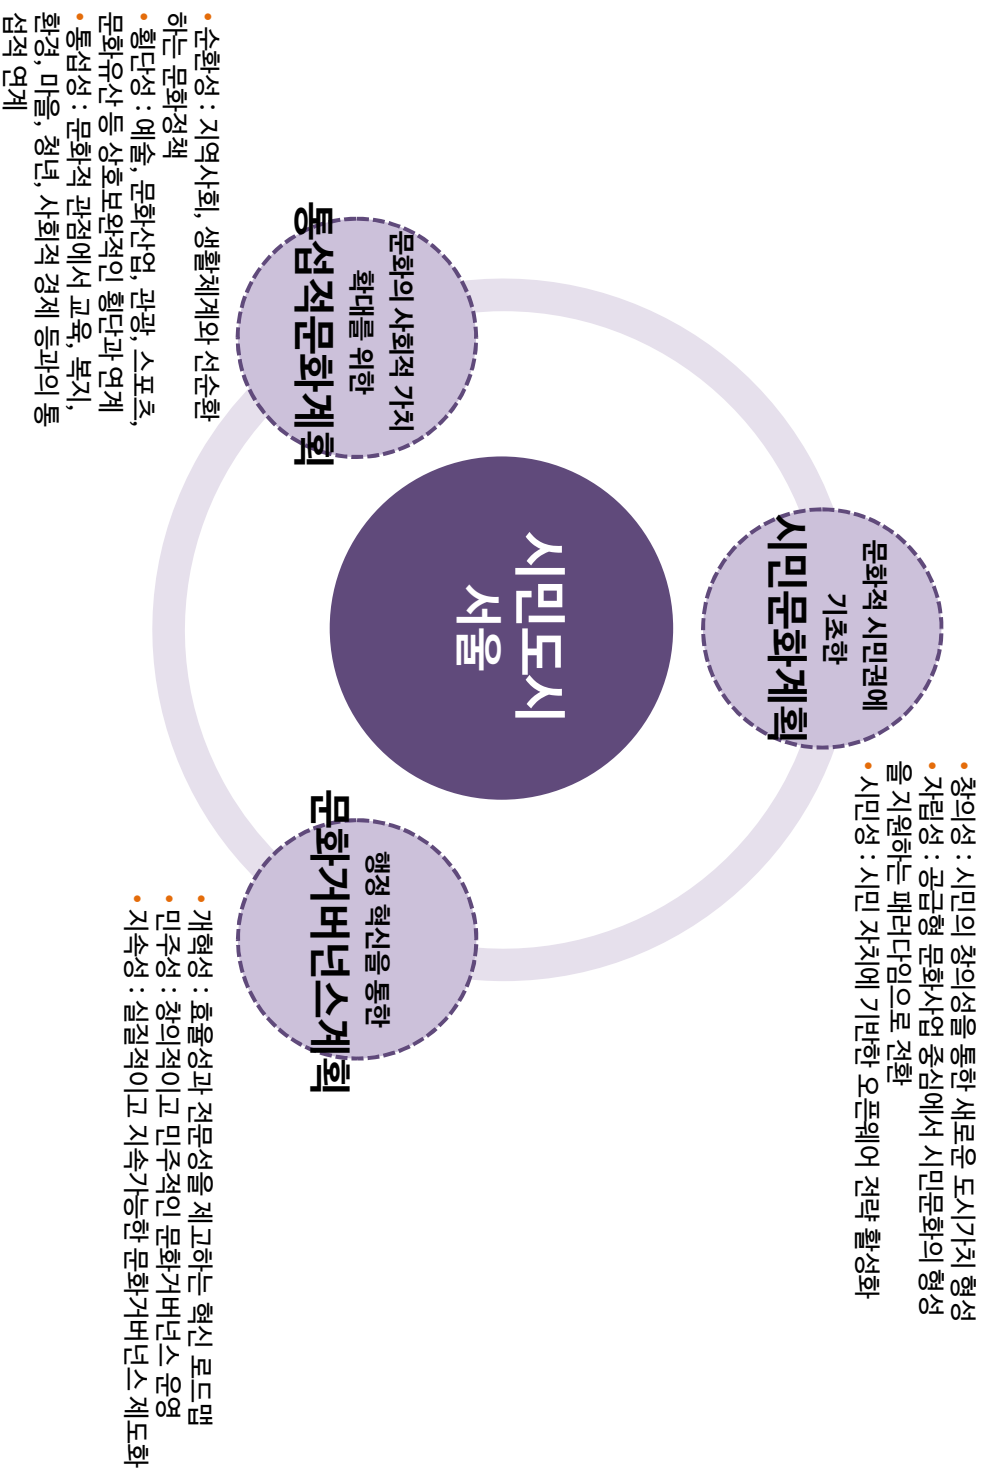 문화적 시민권에
기초한
시민문화계획
• 창의성 : 시민의 창의성을 통한 새로운 도시가치 형성
• 자립성 : 공급형 문화사업 중심에서 시민문화의 형성
을 지원하는 패러다임으로 전환
• 시민성 : 시민 자치에 기반한 오픈웨어 전략 활성화
시민도시
서울
문화의 사회적 가치
확대를 위한
통섭적문화계획
• 순환성 : 지역사회, 생활체계와 선순환
하는 문화정책
• 횡단성 : 예술, 문화산업, 관광, 스포츠,
문화유산 등 상호보완적인 횡단과 연계
• 통섭성 : 문화적 관점에서 교육, 복지,
환경, 마을, 청년, 사회적 경제 등과의 통
섭적 연계
행정 혁신을 통한
문화거버넌스계획
• 개혁성 : 효율성과 전문성을 제고하는 혁신 로드맵
• 민주성 : 창의적이고 민주적인 문화거버넌스 운영
• 지속성 : 실질적이고 지속가능한 문화거버넌스 제도화